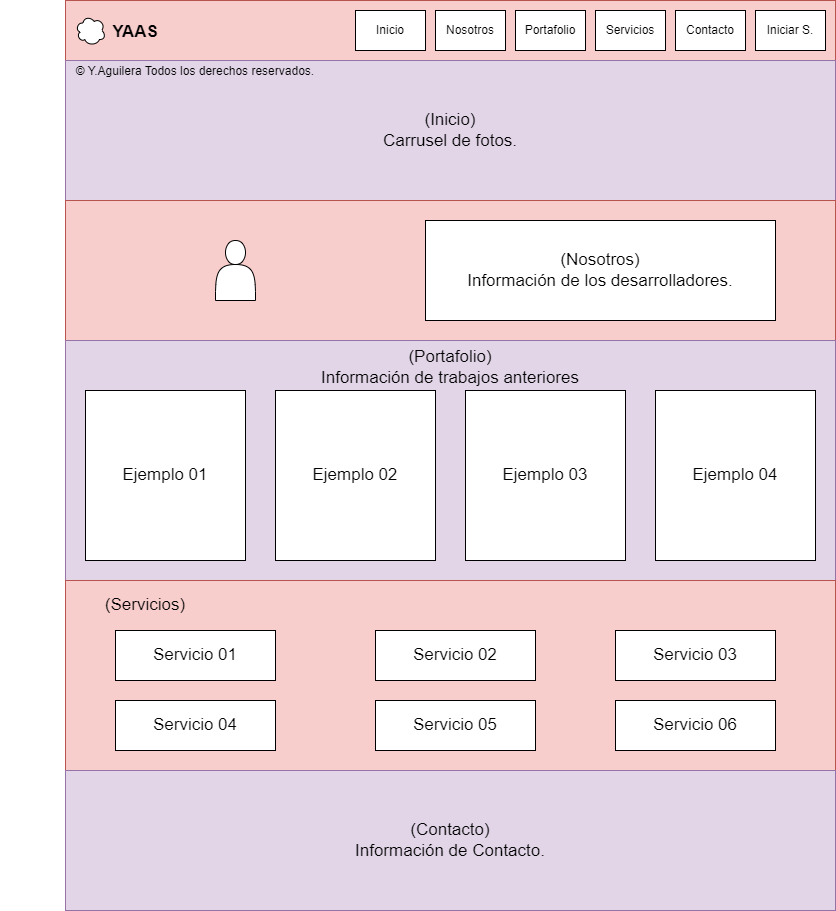 YAAS
Inicio
Nosotros
Portafolio
Servicios
Contacto
Iniciar S.
© Y.Aguilera Todos los derechos reservados.
(Inicio)
Carrusel de fotos.
(Nosotros)
Información de los desarrolladores.
(Portafolio)
Información de trabajos anteriores
Ejemplo 01
Ejemplo 02
Ejemplo 03
Ejemplo 04
(Servicios)
Servicio 01
Servicio 02
Servicio 03
Servicio 04
Servicio 05
Servicio 06
(Contacto)
Información de Contacto.